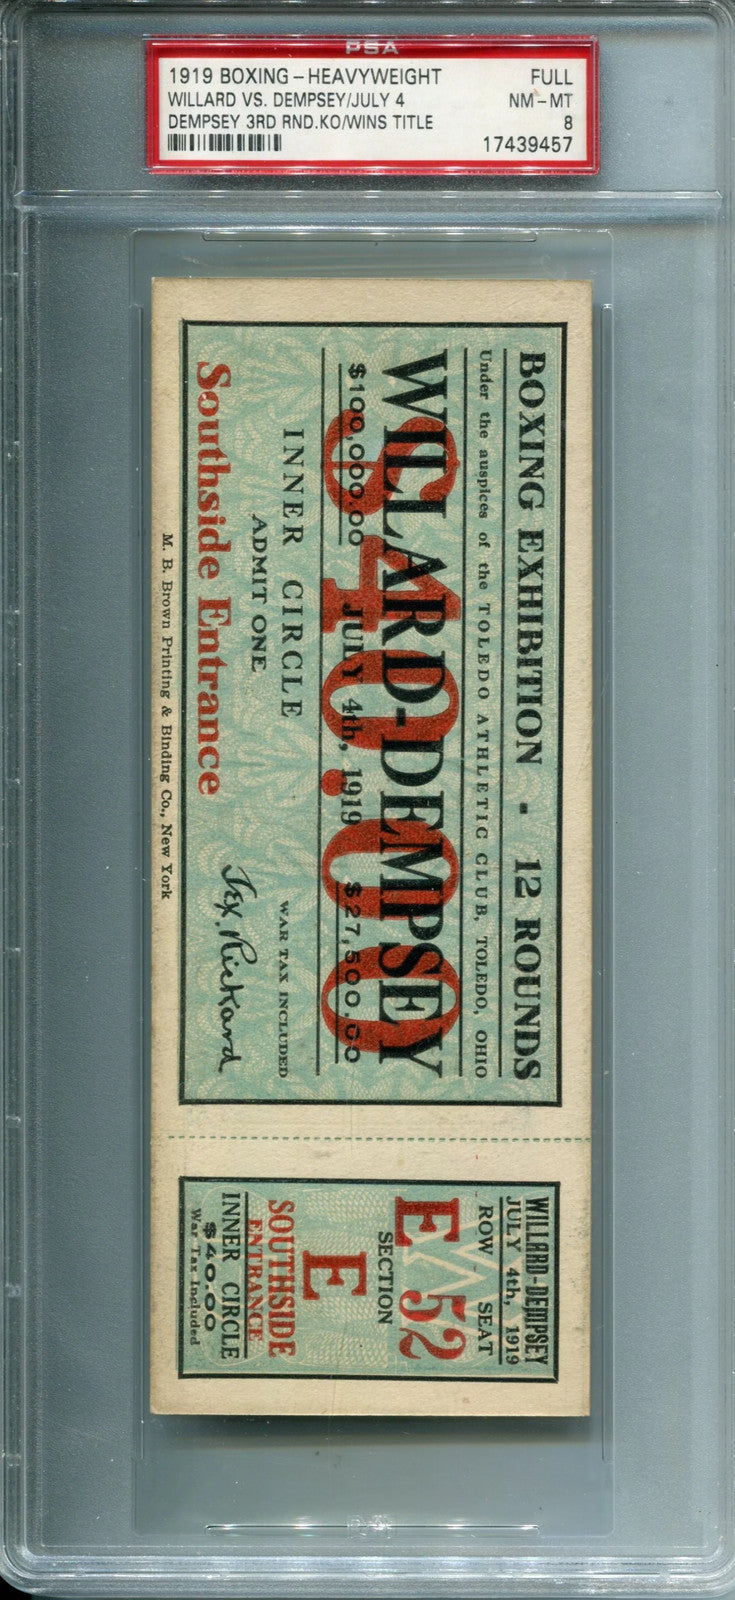 PSA
1919 BOXING - HEAVYWEIGHT FULL
WILLARD VS. DEMPSEY/JULY 4 NM - MT
DEMPSEY 3RD RND.KO/WINS TITLE 8
17439457
BOXING EXHIBITION - 12 ROUNDS
Under the auspices of the TOLEDO ATHLETIC CLUB, TOLEDO, OHIO
WILLARD-DEMPSEY
$40.00
$100,000.00 JULY 4th, 1919 $27,500.00
INNER CIRCLE
WAR TAX INCLUDED
ADMIT ONE
Tex Rickard
Southside Entrance
M. B. Brown Printing & Binding Co., New York
WILLARD-DEMPSEY
JULY 4th, 1919
ROW SEAT
E 52
W
SECTION
E
SOUTHSIDE
ENTRANCE
INNER CIRCLE
$40.00
War Tax Included